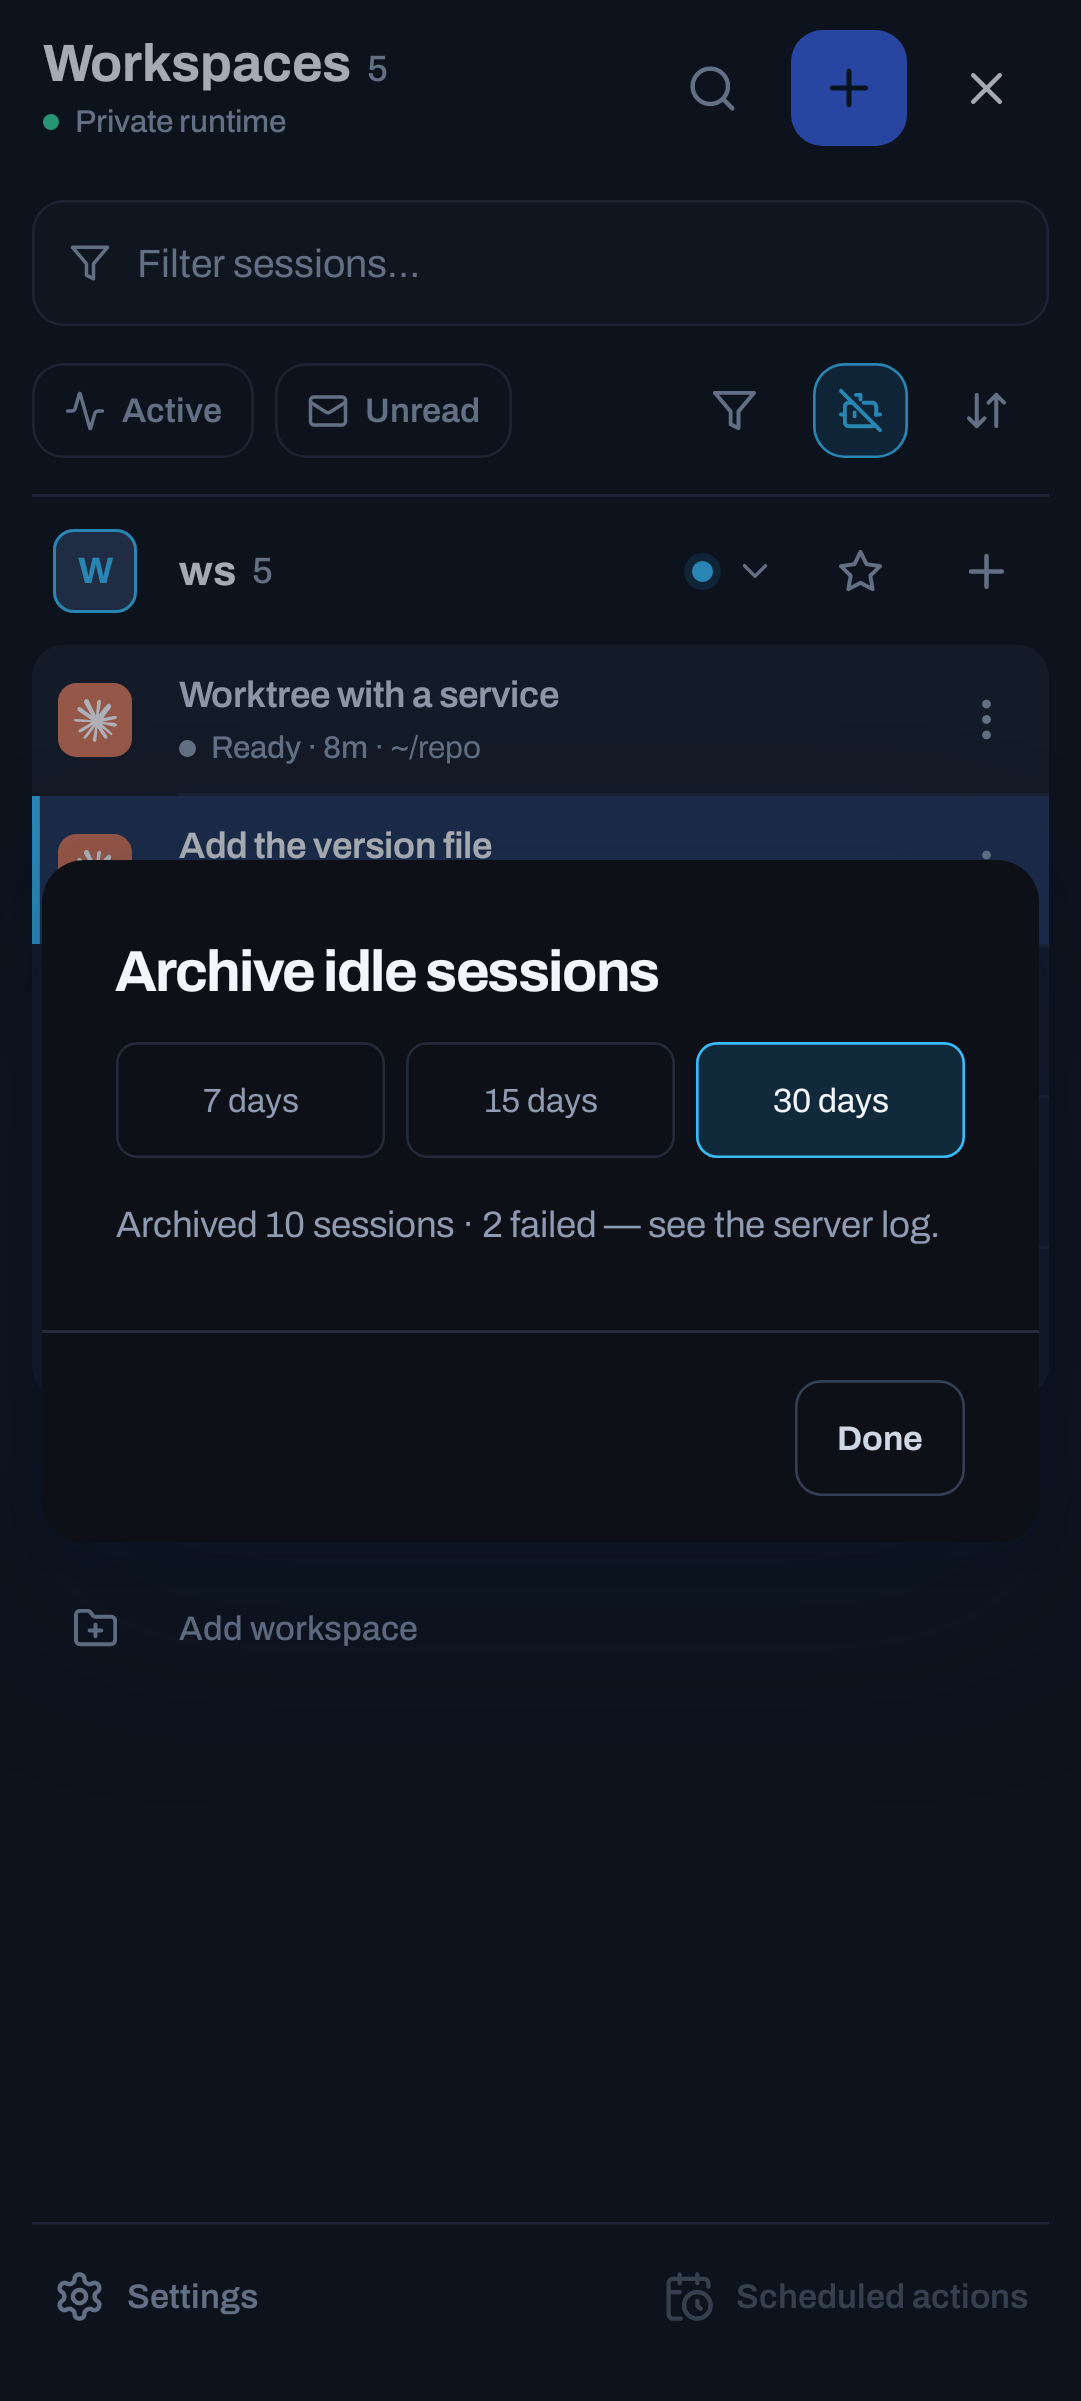 Workspaces 5
Private runtime
Filter sessions...
Active
Unread
W
ws 5
Worktree with a service
Ready · 8m · ~/repo
Add the version file
Archive idle sessions
7 days
15 days
30 days
Archived 10 sessions · 2 failed — see the server log.
Done
Add workspace
Settings
Scheduled actions